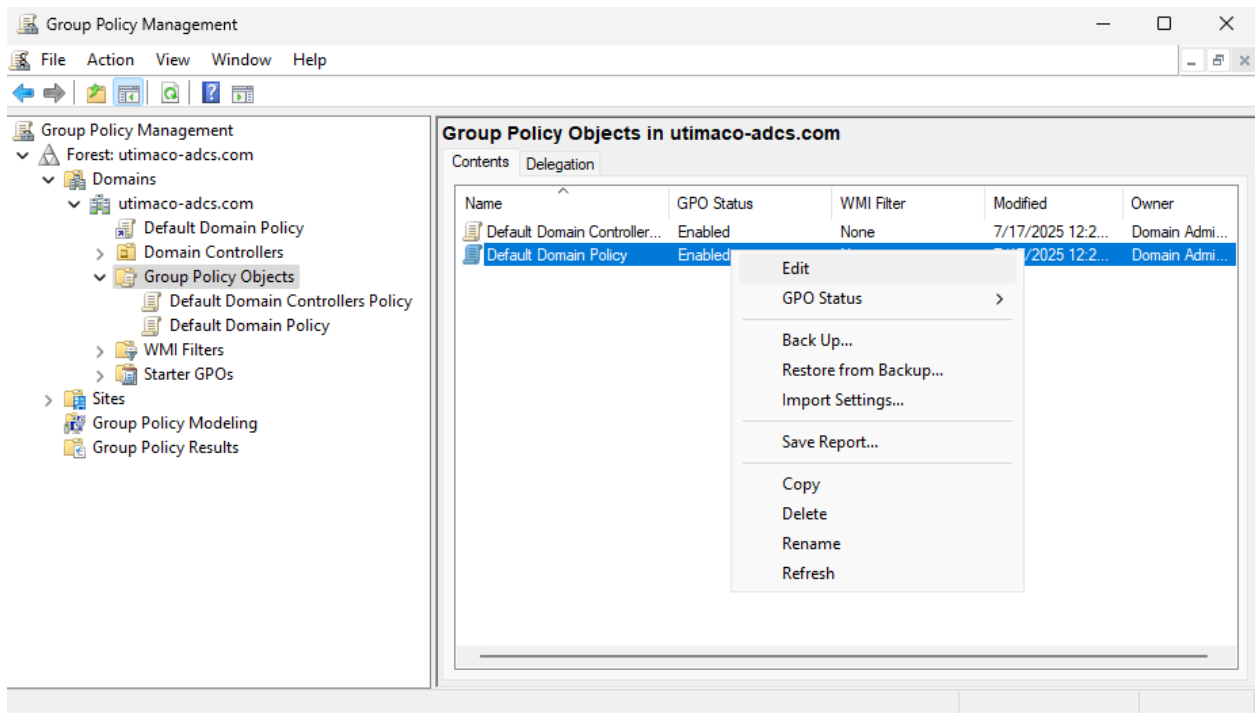 Group Policy Management
File Action View Window Help
Group Policy Management
Forest: utimaco-adcs.com
Domains
utimaco-adcs.com
Default Domain Policy
Domain Controllers
Group Policy Objects
Default Domain Controllers Policy
Default Domain Policy
WMI Filters
Starter GPOs
Sites
Group Policy Modeling
Group Policy Results
Group Policy Objects in utimaco-adcs.com
Contents Delegation
Name GPO Status WMI Filter Modified Owner
Default Domain Controller... Enabled None 7/17/2025 12:2... Domain Admi...
Default Domain Policy Enabled /2025 12:2... Domain Admi...
Edit
GPO Status
Back Up...
Restore from Backup...
Import Settings...
Save Report...
Copy
Delete
Rename
Refresh